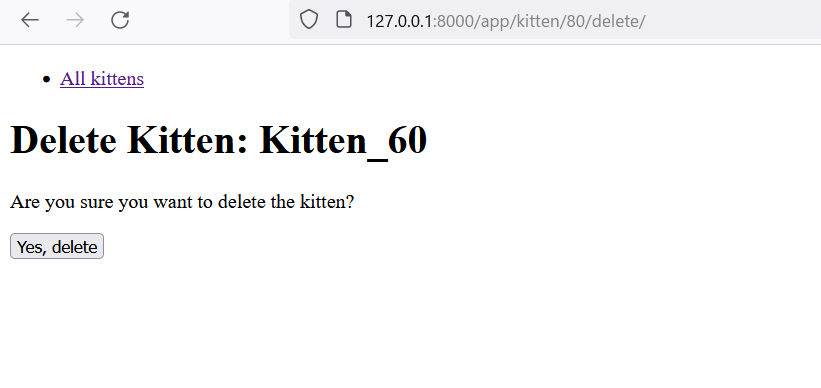 127.0.0.1:8000/app/kitten/80/delete/
All kittens
Delete Kitten: Kitten_60
Are you sure you want to delete the kitten?
Yes, delete